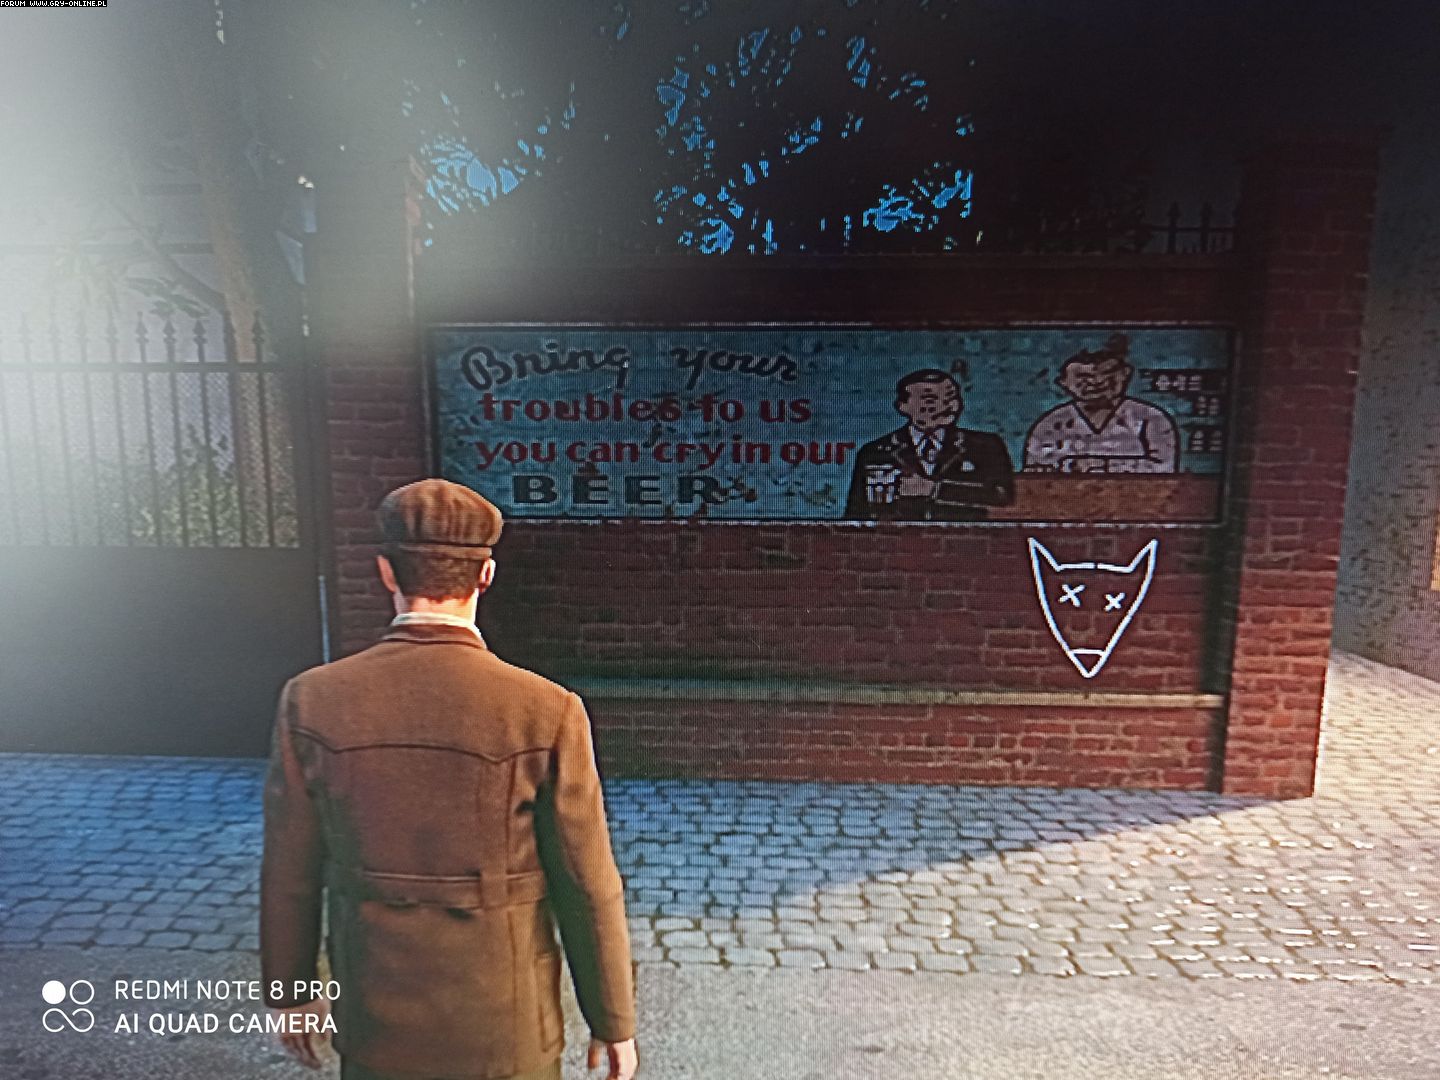 FORUM WWW.GRY-ONLINE.PL
Bring your
troubles to us
you can cry in our
BEER
REDMI NOTE 8 PRO
AI QUAD CAMERA